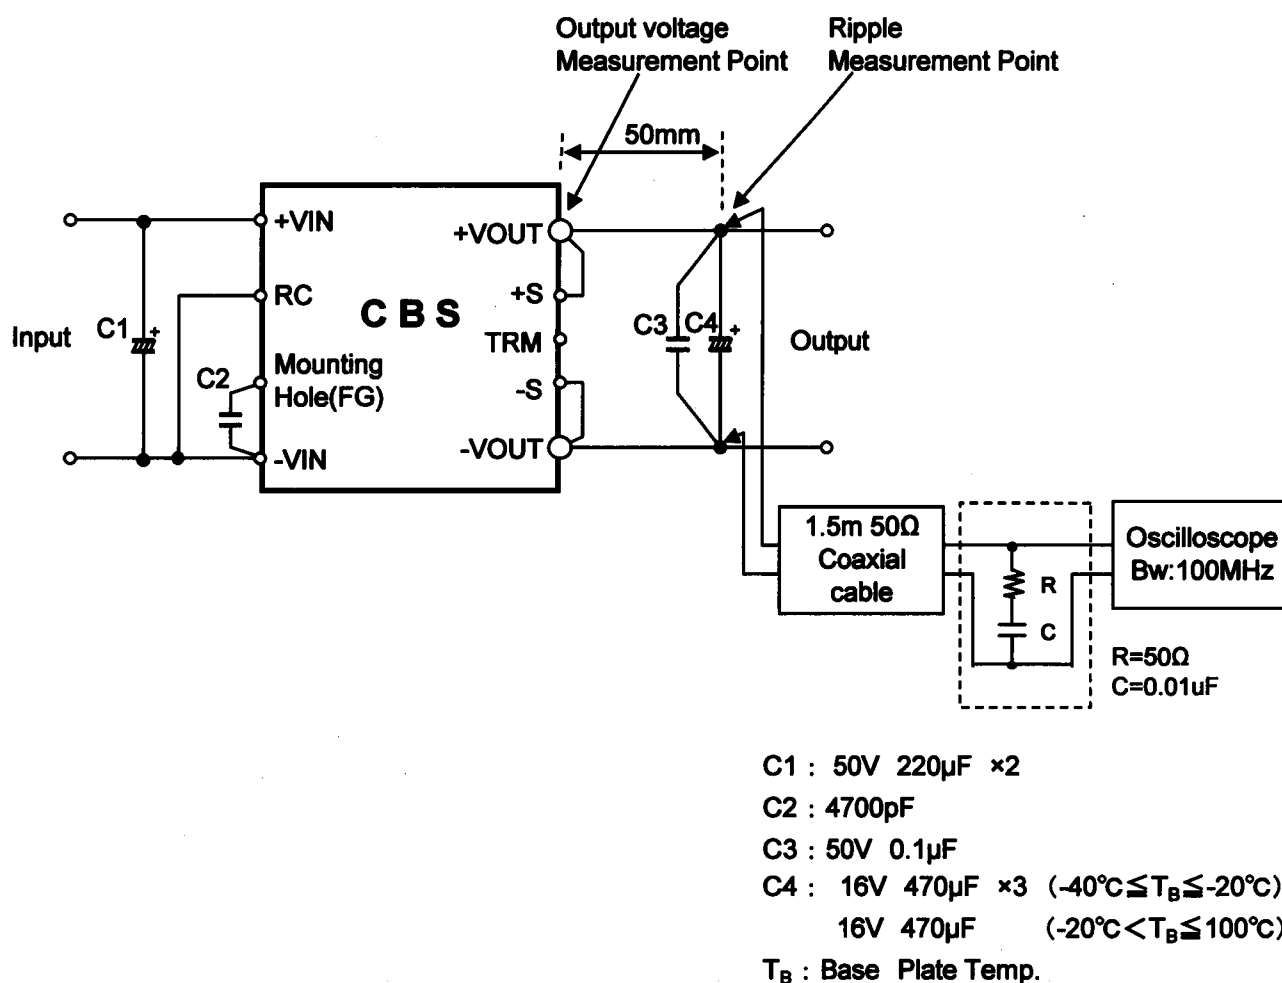 Output voltage
Measurement Point
Ripple
Measurement Point
50mm
+VIN
+VOUT
RC
+S
C B S
Input
C1
+
C3
C4
+
Output
TRM
Mounting
Hole(FG)
C2
-S
-VIN
-VOUT
1.5m 50Ω
Coaxial
cable
R
C
Oscilloscope
Bw:100MHz
R=50Ω
C=0.01uF
C1 : 50V 220µF ×2
C2 : 4700pF
C3 : 50V 0.1µF
C4 : 16V 470µF ×3 (-40℃≦TB≦-20℃)
16V 470µF (-20℃<TB≦100℃)
TB : Base Plate Temp.